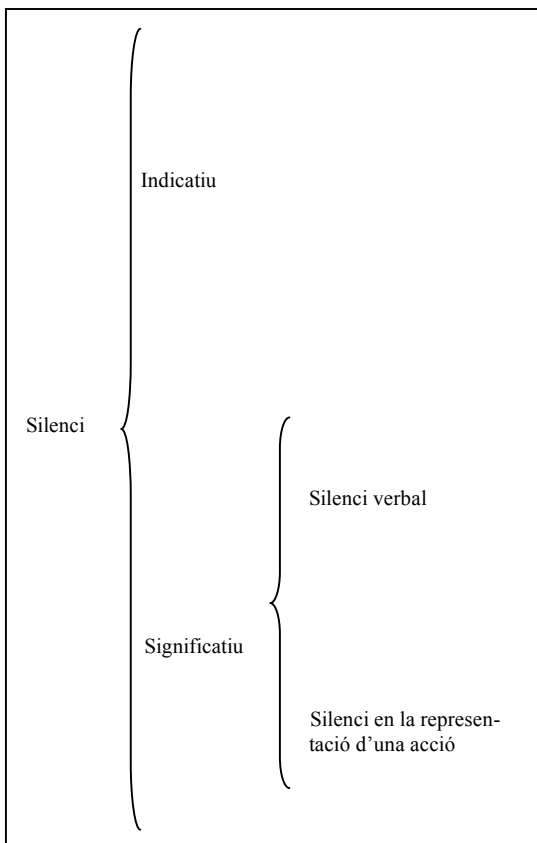 Indicatiu
Silenci
Silenci verbal
Significatiu
Silenci en la represen-
tació d’una acció